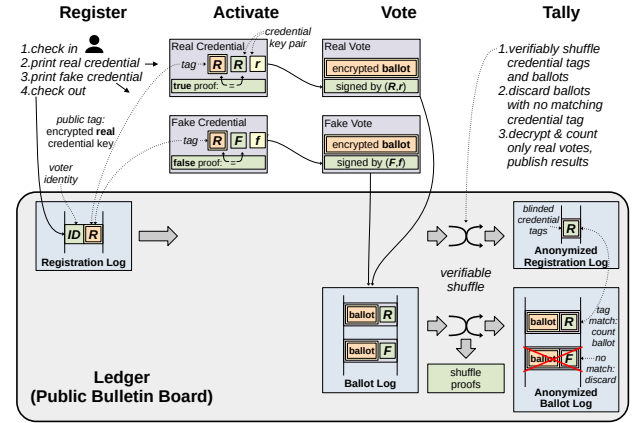 Register
Activate
Vote
Tally
1.check in
2.print real credential
3.print fake credential
4.check out
public tag:
encrypted real
credential key
voter
identity
credential
key pair
Real Credential
tag
R
R
r
true proof: =
Fake Credential
tag
R
F
f
false proof: =
Real Vote
encrypted ballot
signed by (R,r)
Fake Vote
encrypted ballot
signed by (F,f)
1.verifiably shuffle
credential tags
and ballots
2.discard ballots
with no matching
credential tag
3.decrypt & count
only real votes,
publish results
ID R
Registration Log
blinded
credential
tags
R
Anonymized
Registration Log
verifiable
shuffle
ballot R
ballot F
Ballot Log
shuffle
proofs
ballot R
ballot F
Anonymized
Ballot Log
tag
match:
count
ballot
no
match:
discard
Ledger
(Public Bulletin Board)